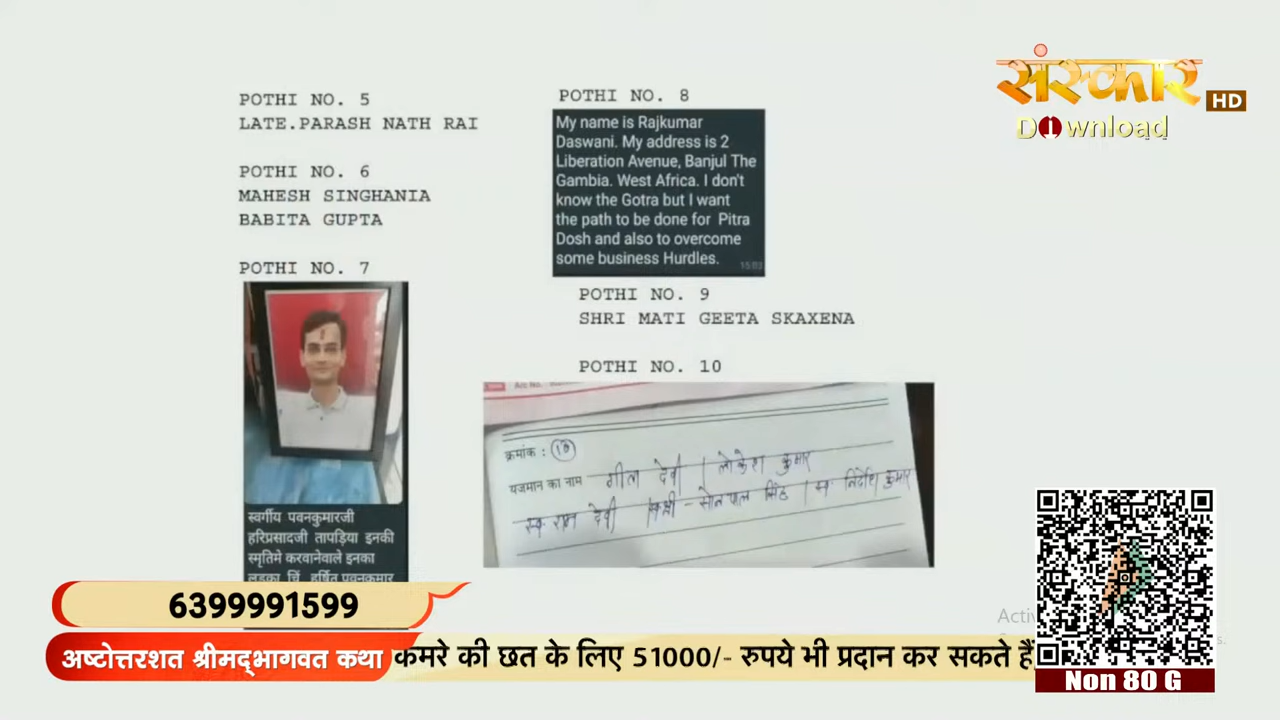 POTHI NO. 5
LATE.PARASH NATH RAI
POTHI NO. 6
MAHESH SINGHANIA
BABITA GUPTA
POTHI NO. 7
स्वर्गीय पवनकुमारजी
हरिप्रसादजी तापड़िया इनकी
स्मृतिमे करवानेवाले इनका
लडका चिं हर्षित पवनकुमार
POTHI NO. 8
My name is Rajkumar
Daswani. My address is 2
Liberation Avenue, Banjul The
Gambia. West Africa. I don't
know the Gotra but I want
the path to be done for Pitra
Dosh and also to overcome
some business Hurdles.
POTHI NO. 9
SHRI MATI GEETA SKAXENA
POTHI NO. 10
क्रमांक : 10
यजमान का नाम गील देवी | लोकेश कुमार
स्व राम देवी - सोन पाल सिंह | स्व कुमार
संस्कार HD
Download
6399991599
अष्टोत्तरशत श्रीमद्भागवत कथा
कमरे की छत के लिए 51000/- रुपये भी प्रदान कर सकते हैं
Non 80 G